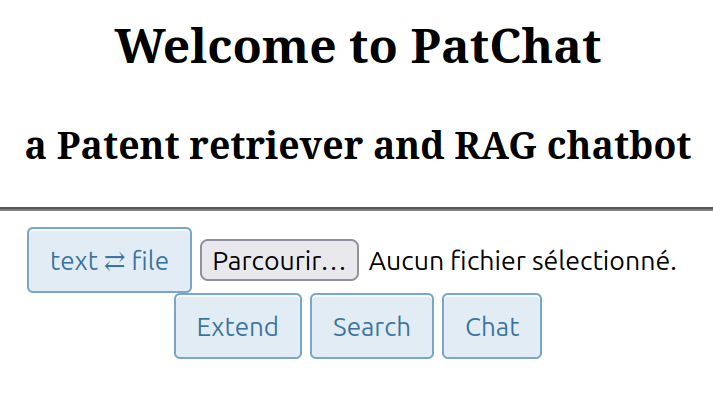 Welcome to PatChat
a Patent retriever and RAG chatbot
text ⇄ file Parcourir... Aucun fichier sélectionné.
Extend Search Chat